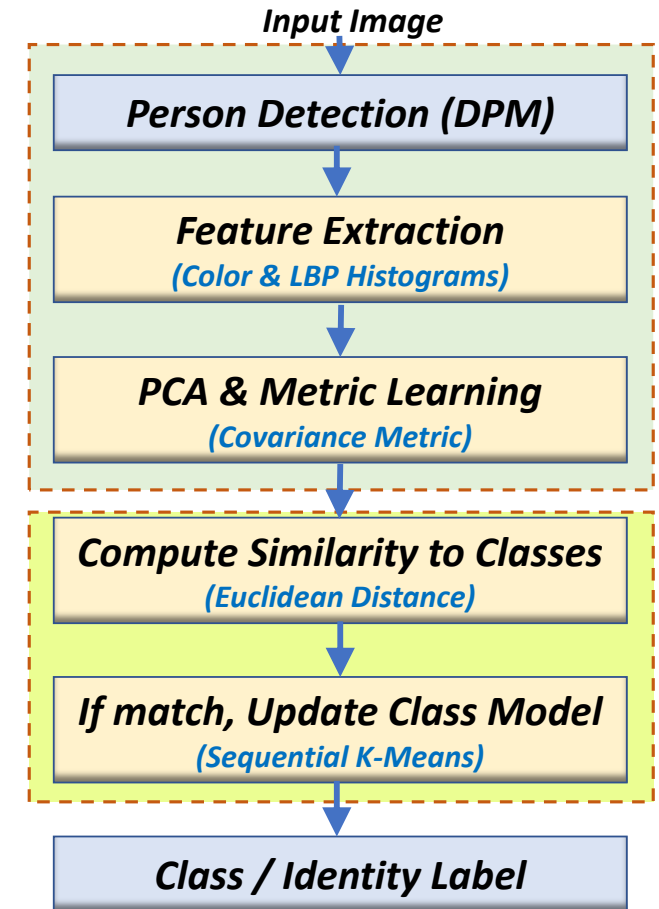 Input Image
Person Detection (DPM)
Feature Extraction
(Color & LBP Histograms)
PCA & Metric Learning
(Covariance Metric)
Compute Similarity to Classes
(Euclidean Distance)
If match, Update Class Model
(Sequential K-Means)
Class / Identity Label